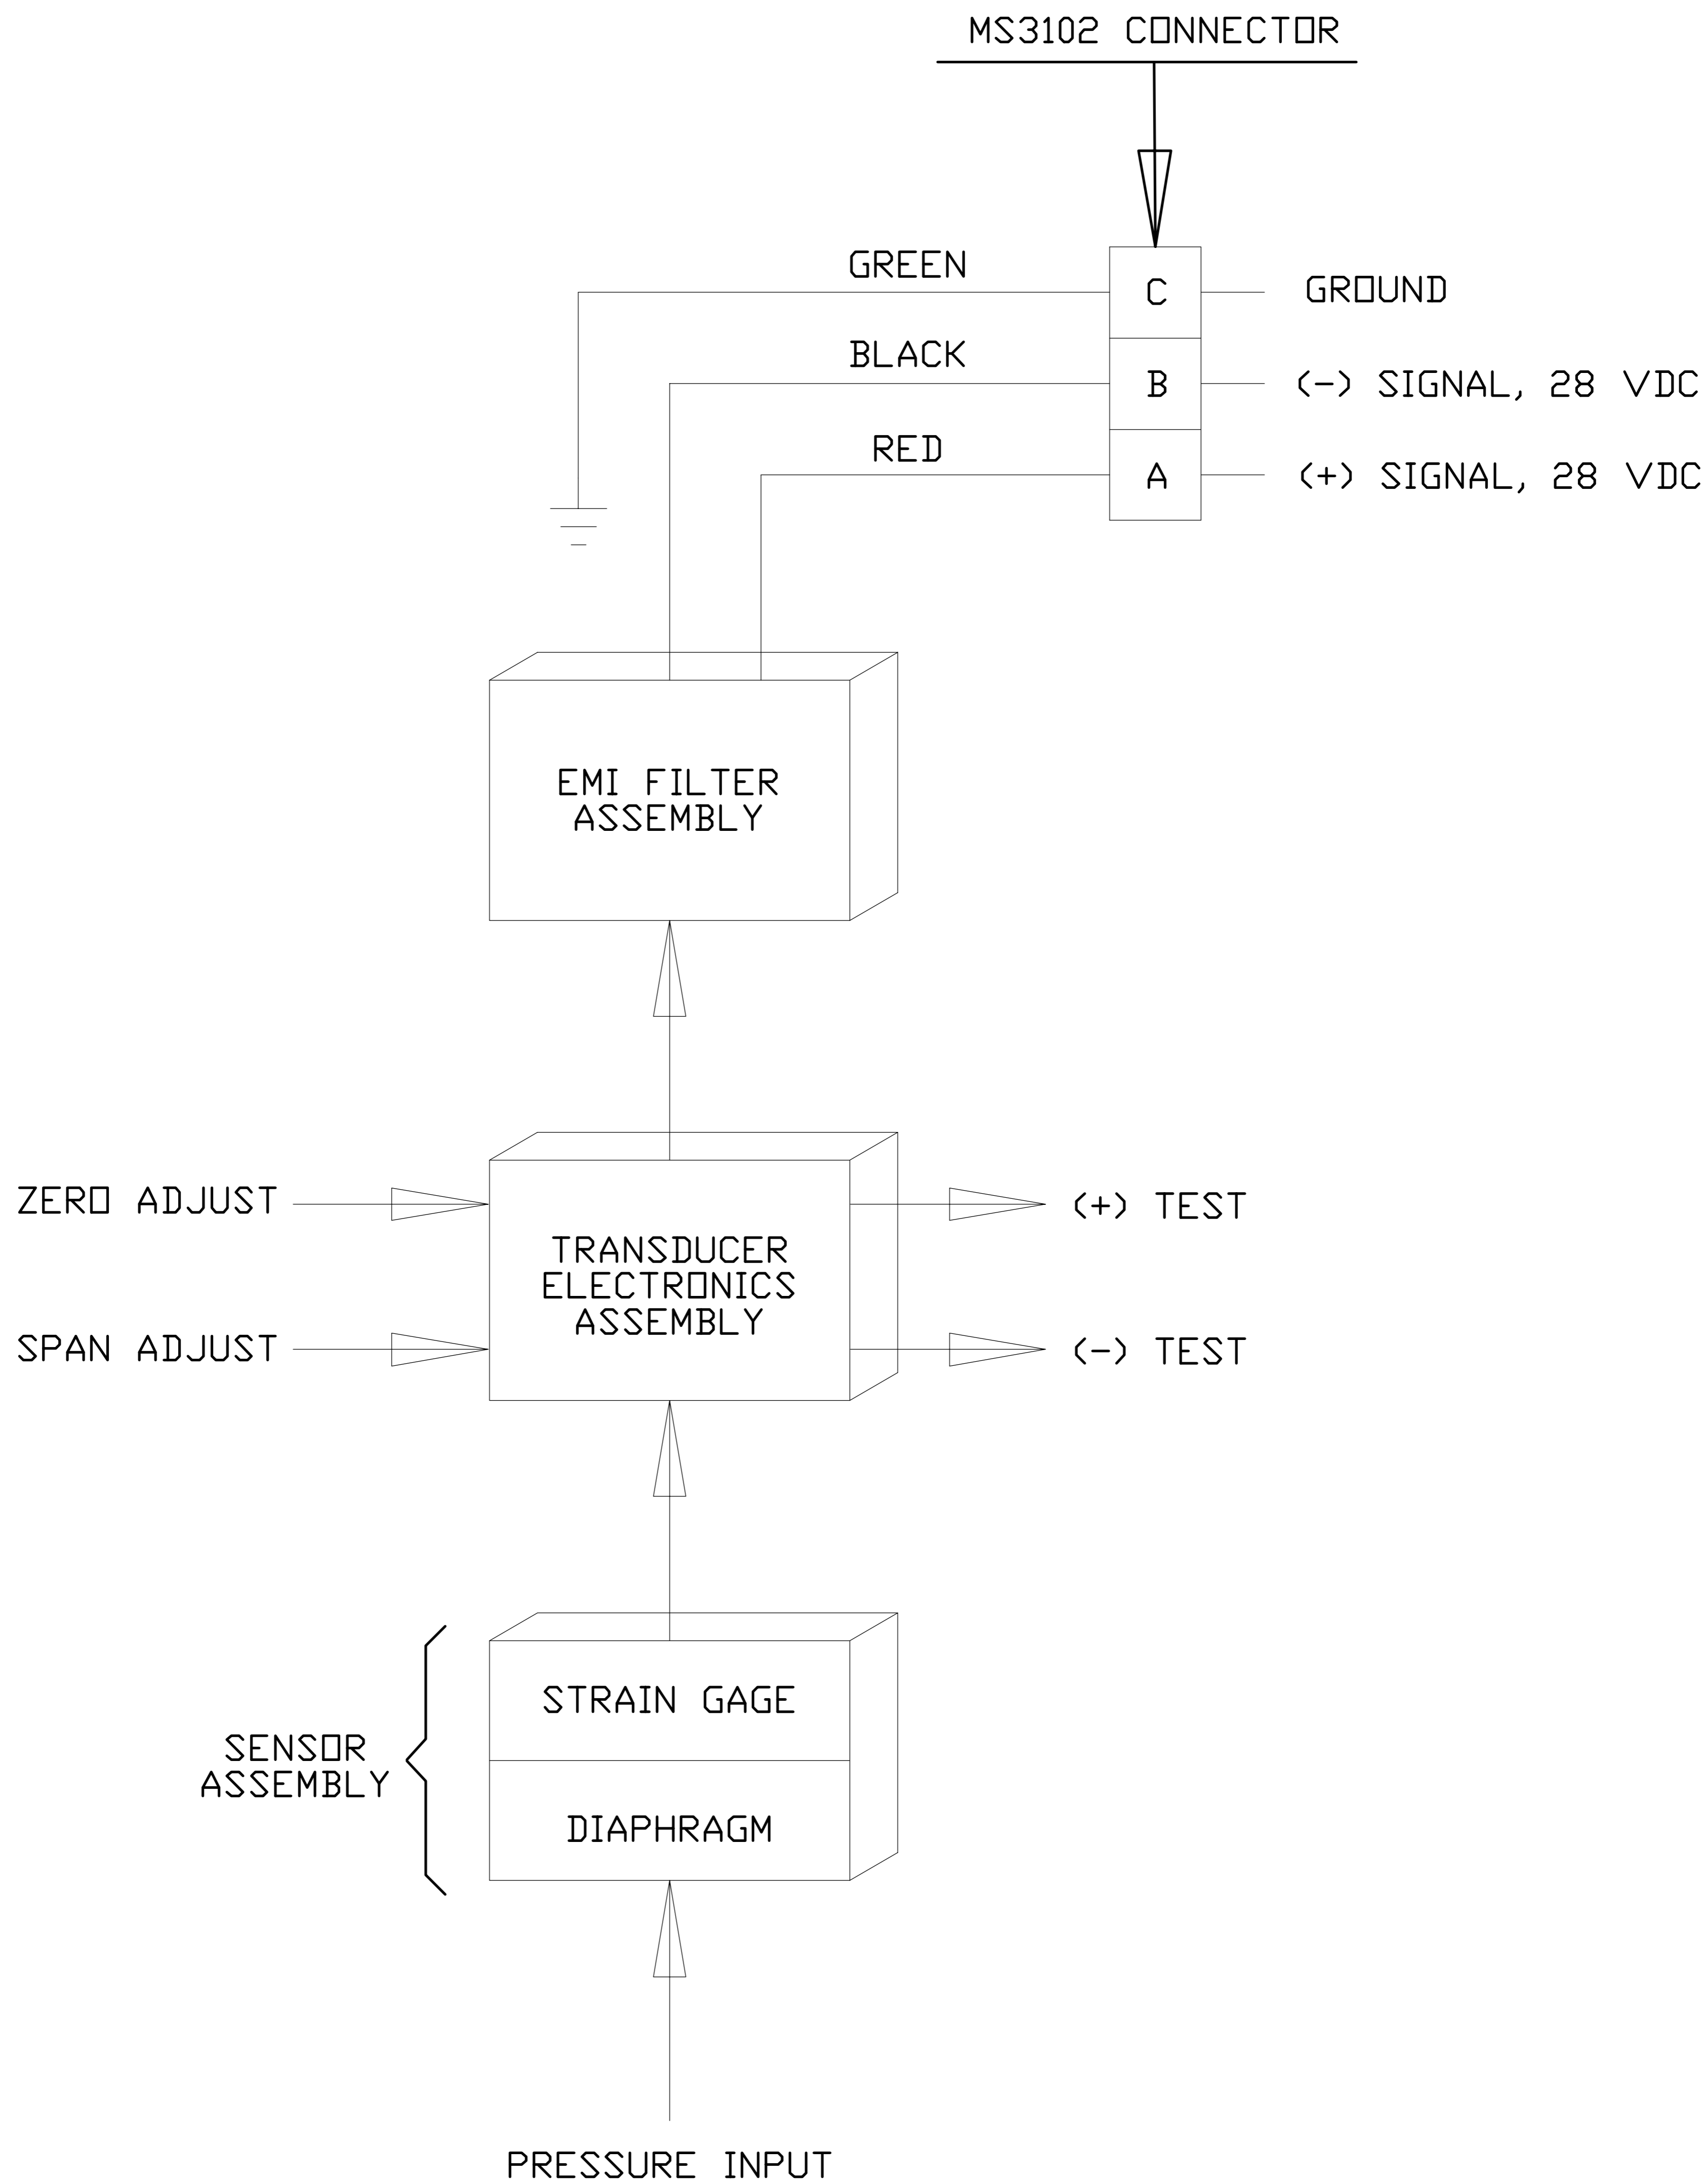 MS3102 CONNECTOR
GREEN
C
GROUND
BLACK
B
(-) SIGNAL, 28 VDC
RED
A
(+) SIGNAL, 28 VDC
EMI FILTER
ASSEMBLY
ZERO ADJUST
(+) TEST
TRANSDUCER
ELECTRONICS
ASSEMBLY
SPAN ADJUST
(-) TEST
STRAIN GAGE
SENSOR
ASSEMBLY
DIAPHRAGM
PRESSURE INPUT